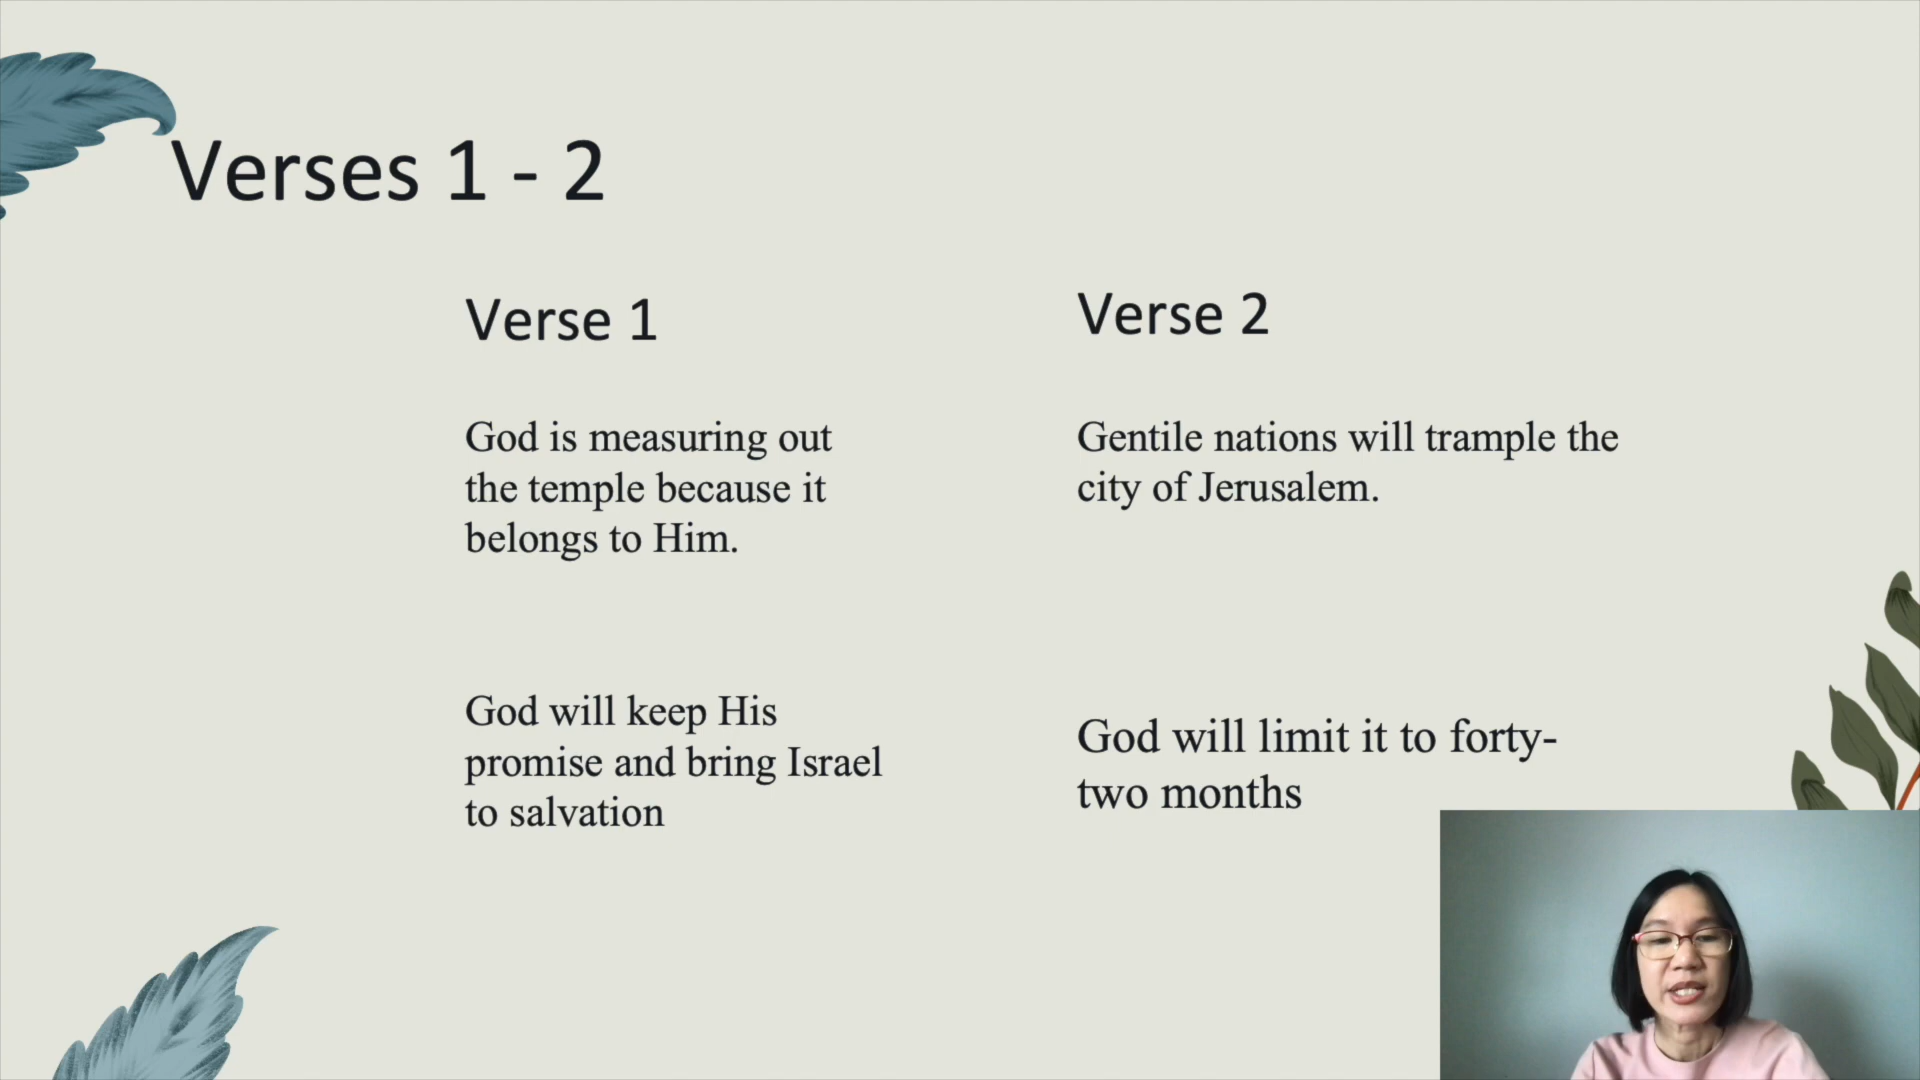 Verses 1 - 2
Verse 1
God is measuring out
the temple because it
belongs to Him.
God will keep His
promise and bring Israel
to salvation
Verse 2
Gentile nations will trample the
city of Jerusalem.
God will limit it to forty-
two months